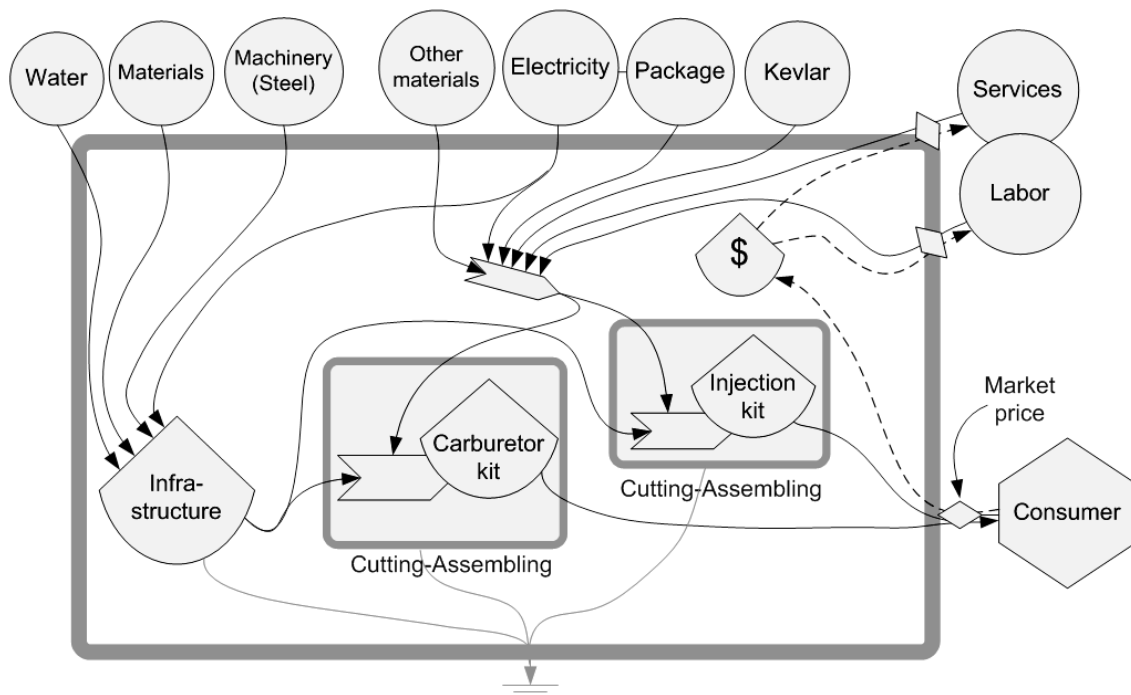 Water
Materials
Machinery
(Steel)
Other
materials
Electricity
Package
Kevlar
Services
Labor
$
Market
price
Injection
kit
Carburetor
kit
Infra-
structure
Cutting-Assembling
Consumer
Cutting-Assembling